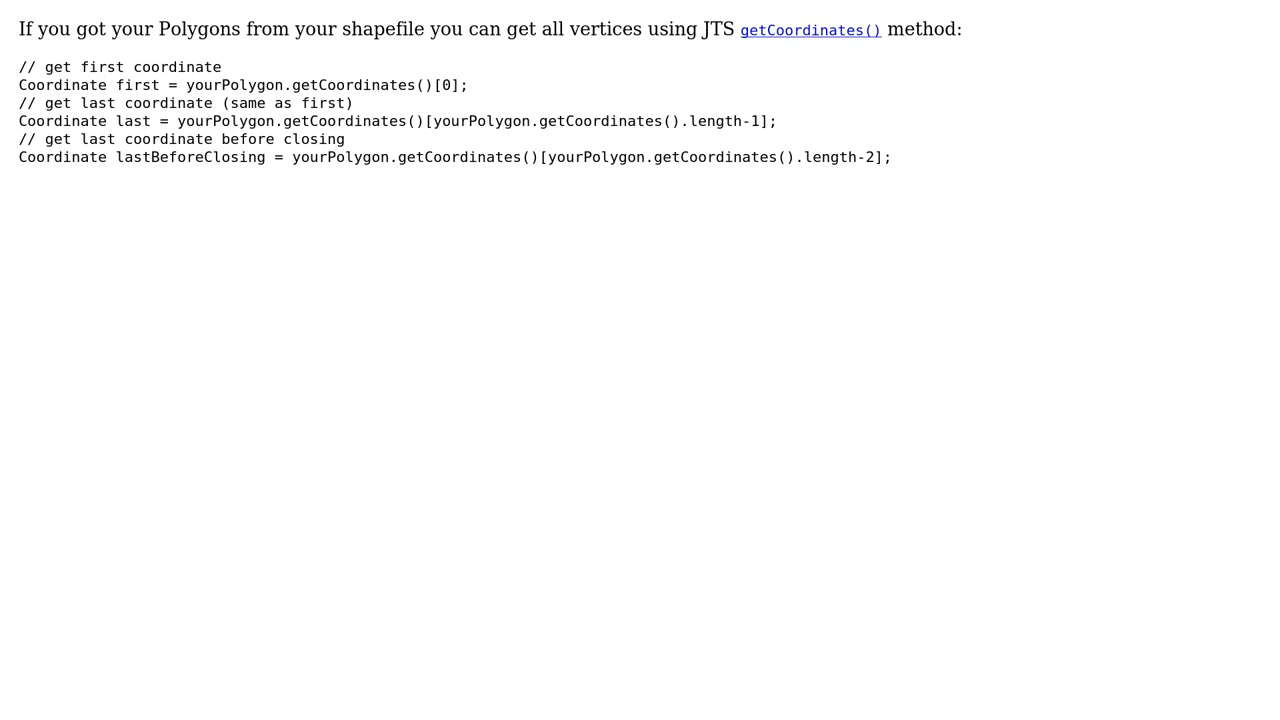 If you got your Polygons from your shapefile you can get all vertices using JTS getCoordinates() method:
// get first coordinate
Coordinate first = yourPolygon.getCoordinates()[0];
// get last coordinate (same as first)
Coordinate last = yourPolygon.getCoordinates()[yourPolygon.getCoordinates().length-1];
// get last coordinate before closing
Coordinate lastBeforeClosing = yourPolygon.getCoordinates()[yourPolygon.getCoordinates().length-2];